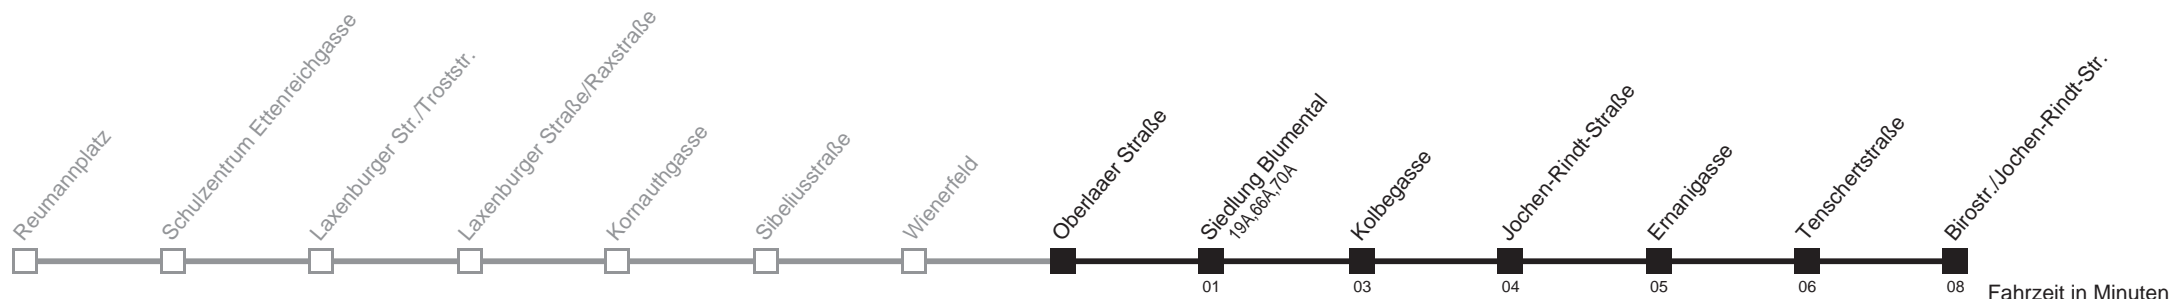 Reumannplatz
Schulzentrum Ettenreichgasse
Laxenburger Str./Troststr.
Laxenburger Straße/Raxstraße
Kornauthgasse
Sibeliusstraße
Wienerfeld
Oberlaaer Straße
Siedlung Blumental
19A,66A,70A
Kolbegasse
Jochen-Rindt-Straße
Ernanigasse
Tenschertstraße
Birostr./Jochen-Rindt-Str.
01 03 04 05 06 08 Fahrzeit in Minuten